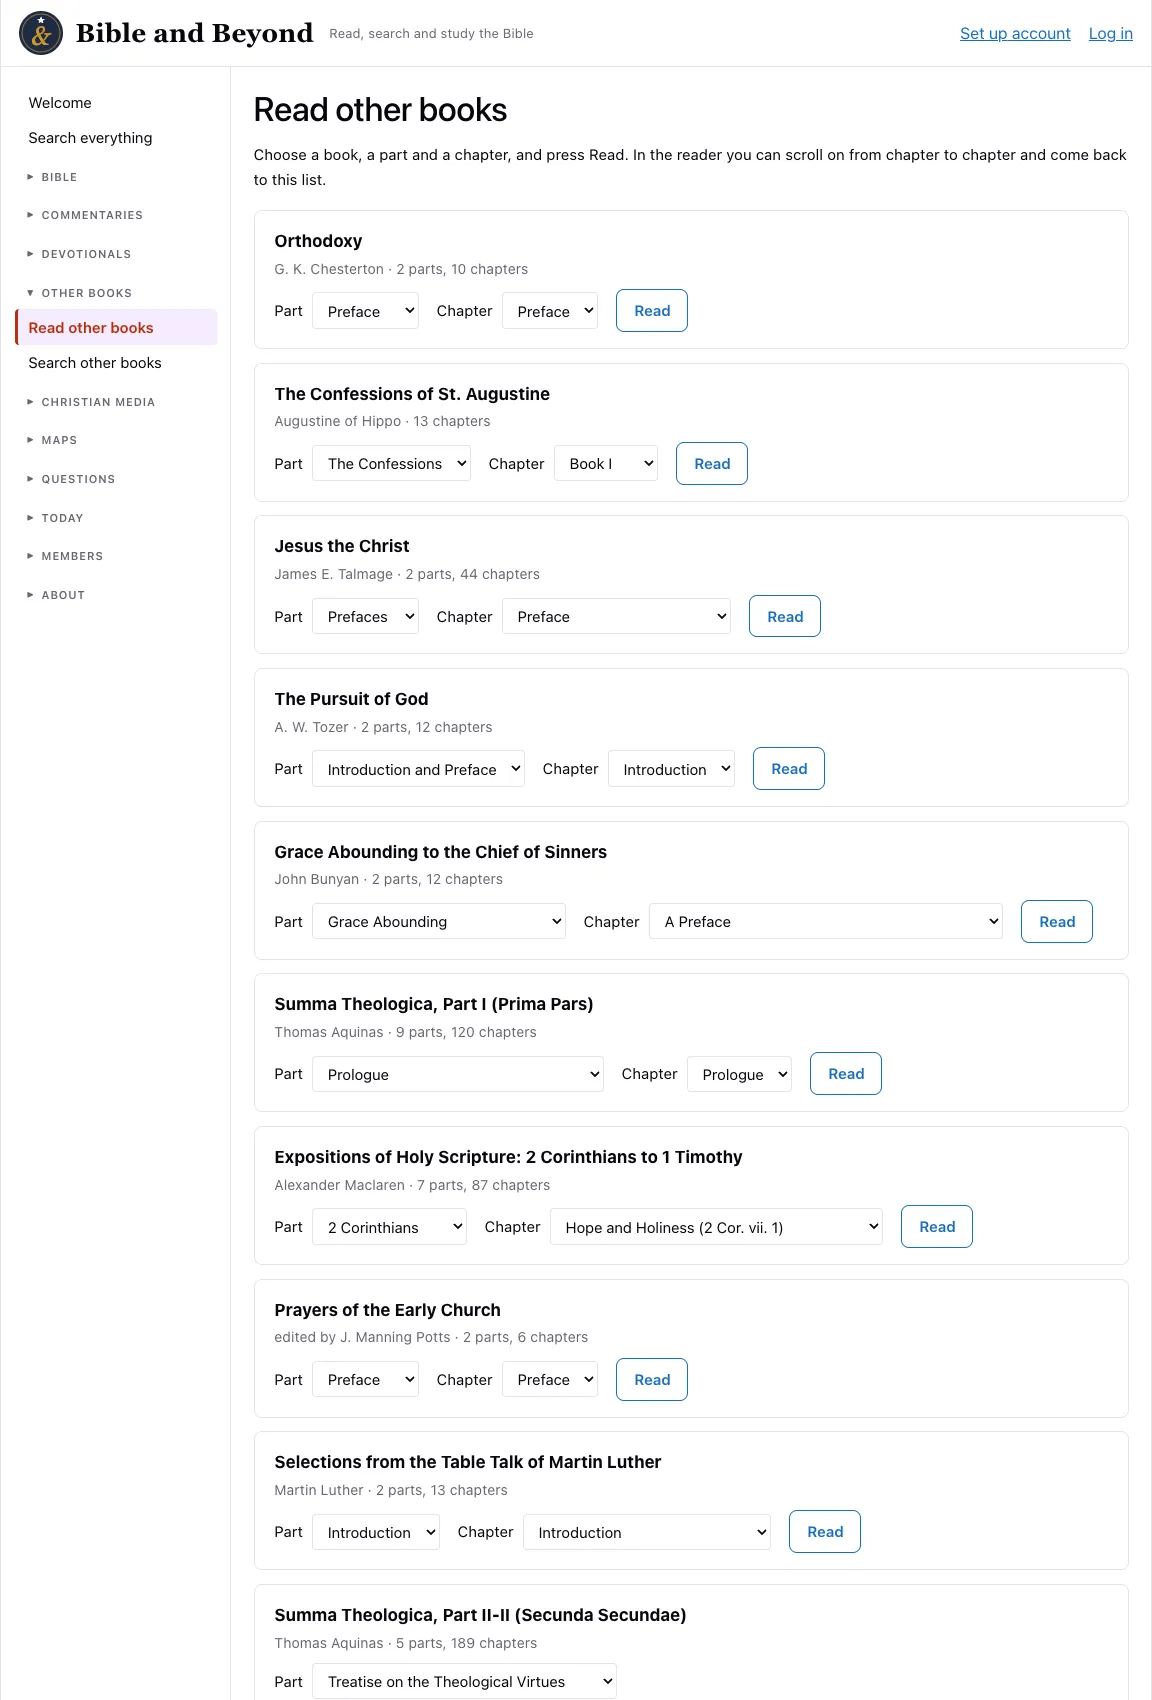 &
Bible and Beyond
Read, search and study the Bible
Set up account
Log in
Welcome
Search everything
BIBLE
COMMENTARIES
DEVOTIONALS
OTHER BOOKS
Read other books
Search other books
CHRISTIAN MEDIA
MAPS
QUESTIONS
TODAY
MEMBERS
ABOUT
Read other books
Choose a book, a part and a chapter, and press Read. In the reader you can scroll on from chapter to chapter and come back
to this list.
Orthodoxy
G. K. Chesterton · 2 parts, 10 chapters
Part Preface Chapter Preface Read
The Confessions of St. Augustine
Augustine of Hippo · 13 chapters
Part The Confessions Chapter Book I Read
Jesus the Christ
James E. Talmage · 2 parts, 44 chapters
Part Prefaces Chapter Preface Read
The Pursuit of God
A. W. Tozer · 2 parts, 12 chapters
Part Introduction and Preface Chapter Introduction Read
Grace Abounding to the Chief of Sinners
John Bunyan · 2 parts, 12 chapters
Part Grace Abounding Chapter A Preface Read
Summa Theologica, Part I (Prima Pars)
Thomas Aquinas · 9 parts, 120 chapters
Part Prologue Chapter Prologue Read
Expositions of Holy Scripture: 2 Corinthians to 1 Timothy
Alexander Maclaren · 7 parts, 87 chapters
Part 2 Corinthians Chapter Hope and Holiness (2 Cor. vii. 1) Read
Prayers of the Early Church
edited by J. Manning Potts · 2 parts, 6 chapters
Part Preface Chapter Preface Read
Selections from the Table Talk of Martin Luther
Martin Luther · 2 parts, 13 chapters
Part Introduction Chapter Introduction Read
Summa Theologica, Part II-II (Secunda Secundae)
Thomas Aquinas · 5 parts, 189 chapters
Part Treatise on the Theological Virtues